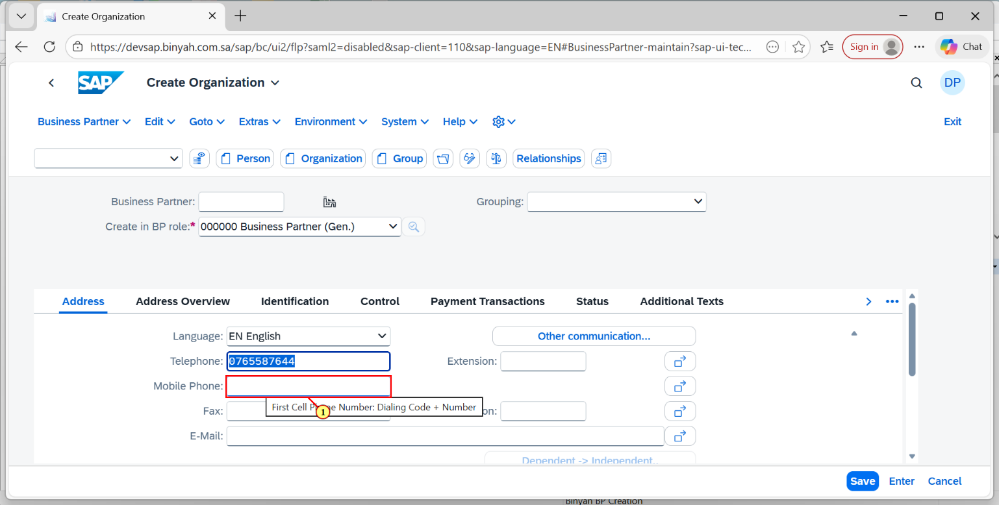 Create Organization
https://devsap.binyah.com.sa/sap/bc/ui2/flp?saml2=disabled&sap-client=110&sap-language=EN#BusinessPartner-maintain?sap-ui-tec...
Sign in
Chat
SAP
Create Organization
DP
Business Partner
Edit
Goto
Extras
Environment
System
Help
Exit
Person
Organization
Group
Relationships
Business Partner:
Grouping:
Create in BP role:* 000000 Business Partner (Gen.)
Address
Address Overview
Identification
Control
Payment Transactions
Status
Additional Texts
Language: EN English
Other communication...
Telephone: 0765587644
Extension:
Mobile Phone:
Fax:
First Cell Phone Number: Dialing Code + Number
1
E-Mail:
Dependent -> Independent..
Save
Enter
Cancel
Binyah BP Creation